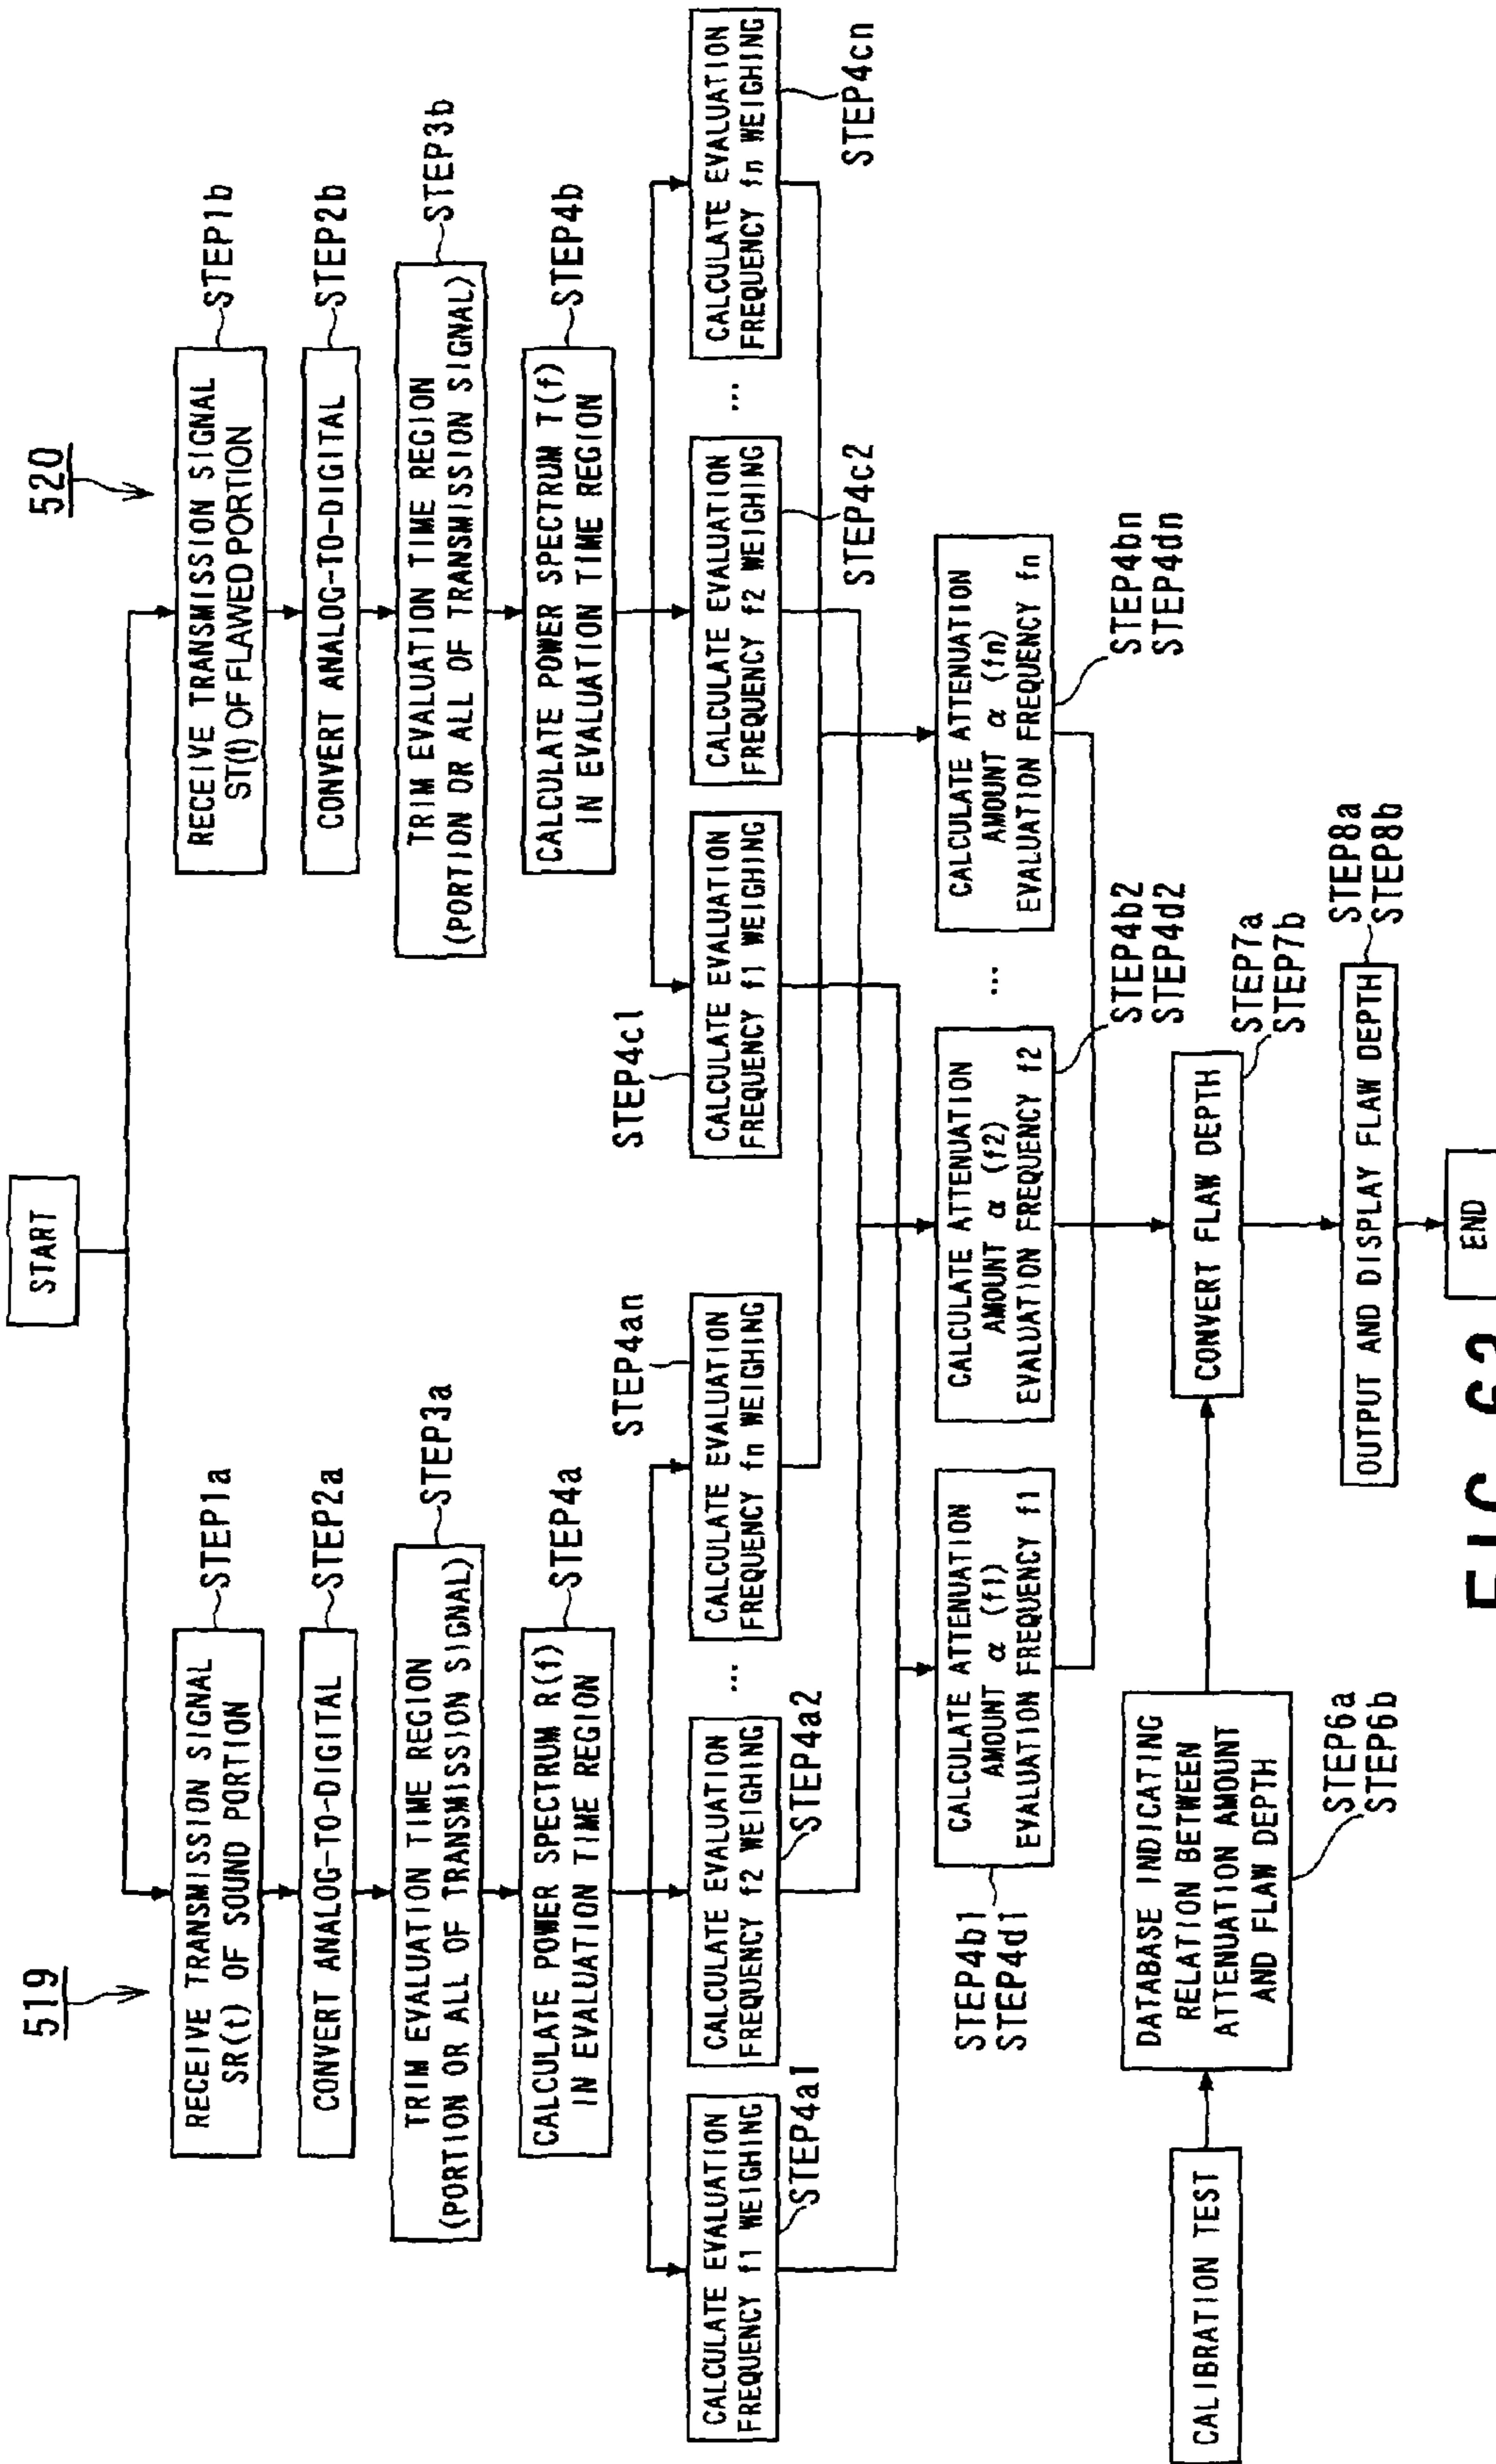 START
519
RECEIVE TRANSMISSION SIGNAL
SR(t) OF SOUND PORTION
STEP1a
CONVERT ANALOG-TO-DIGITAL
STEP2a
TRIM EVALUATION TIME REGION
(PORTION OR ALL OF TRANSMISSION SIGNAL)
STEP3a
CALCULATE POWER SPECTRUM R(f)
IN EVALUATION TIME REGION
STEP4a
CALCULATE EVALUATION
FREQUENCY f1 WEIGHING
STEP4a1
CALCULATE EVALUATION
FREQUENCY f2 WEIGHING
STEP4a2
...
CALCULATE EVALUATION
FREQUENCY fn WEIGHING
STEP4an
520
RECEIVE TRANSMISSION SIGNAL
ST(t) OF FLAWED PORTION
STEP1b
CONVERT ANALOG-TO-DIGITAL
STEP2b
TRIM EVALUATION TIME REGION
(PORTION OR ALL OF TRANSMISSION SIGNAL)
STEP3b
CALCULATE POWER SPECTRUM T(f)
IN EVALUATION TIME REGION
STEP4b
STEP4c1
CALCULATE EVALUATION
FREQUENCY f1 WEIGHING
CALCULATE EVALUATION
FREQUENCY f2 WEIGHING
STEP4c2
...
CALCULATE EVALUATION
FREQUENCY fn WEIGHING
STEP4cn
CALCULATE ATTENUATION
AMOUNT α (f1)
EVALUATION FREQUENCY f1
STEP4b1
STEP4d1
CALCULATE ATTENUATION
AMOUNT α (f2)
EVALUATION FREQUENCY f2
STEP4b2
STEP4d2
...
CALCULATE ATTENUATION
AMOUNT α (fn)
EVALUATION FREQUENCY fn
STEP4bn
STEP4dn
CALIBRATION TEST
DATABASE INDICATING
RELATION BETWEEN
ATTENUATION AMOUNT
AND FLAW DEPTH
STEP6a
STEP6b
CONVERT FLAW DEPTH
STEP7a
STEP7b
OUTPUT AND DISPLAY FLAW DEPTH
STEP8a
STEP8b
END